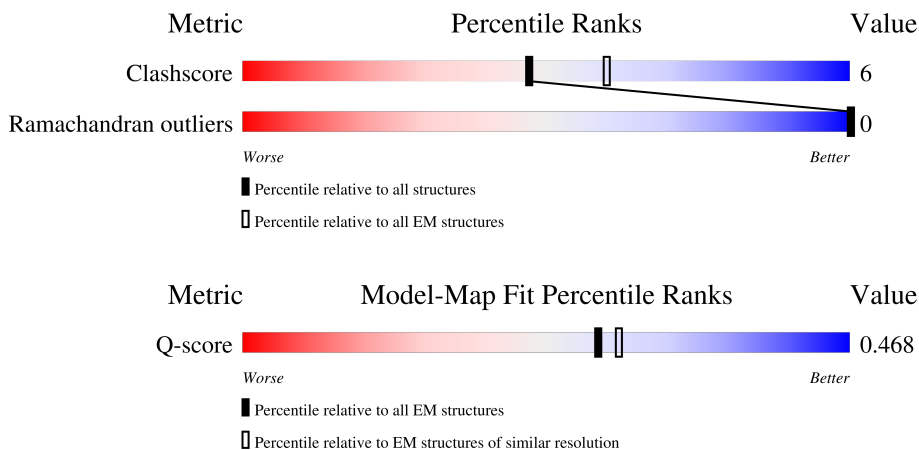 Metric Percentile Ranks Value
Clashscore 6
Ramachandran outliers 0
Worse Better
Percentile relative to all structures
Percentile relative to all EM structures
Metric Model-Map Fit Percentile Ranks Value
Q-score 0.468
Worse Better
Percentile relative to all EM structures
Percentile relative to EM structures of similar resolution